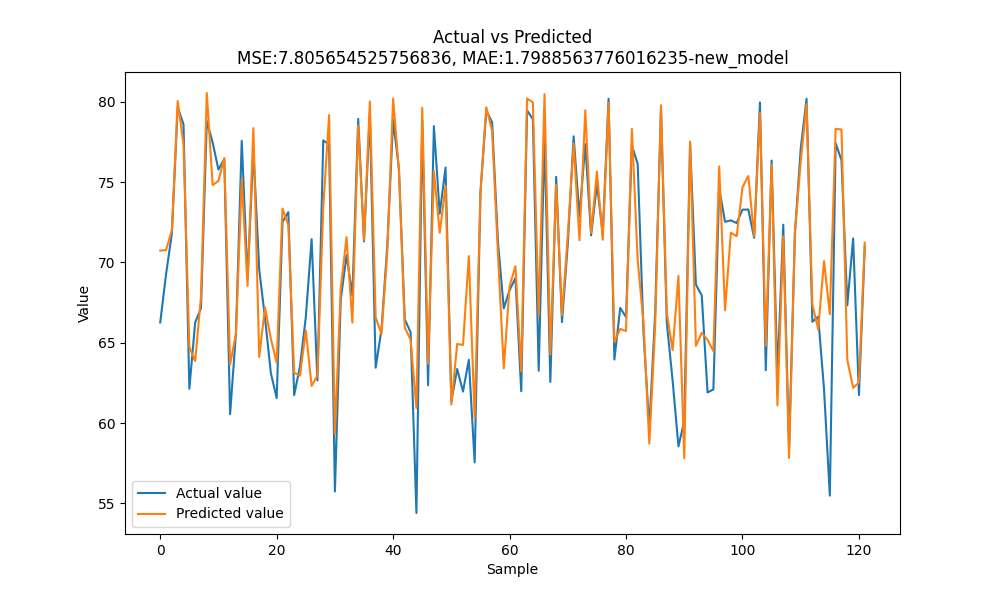 Actual vs Predicted
MSE:7.805654525756836, MAE:1.7988563776016235-new_model
80
75
70
65
60
55
Value
Actual value
Predicted value
0
20
40
60
80
100
120
Sample